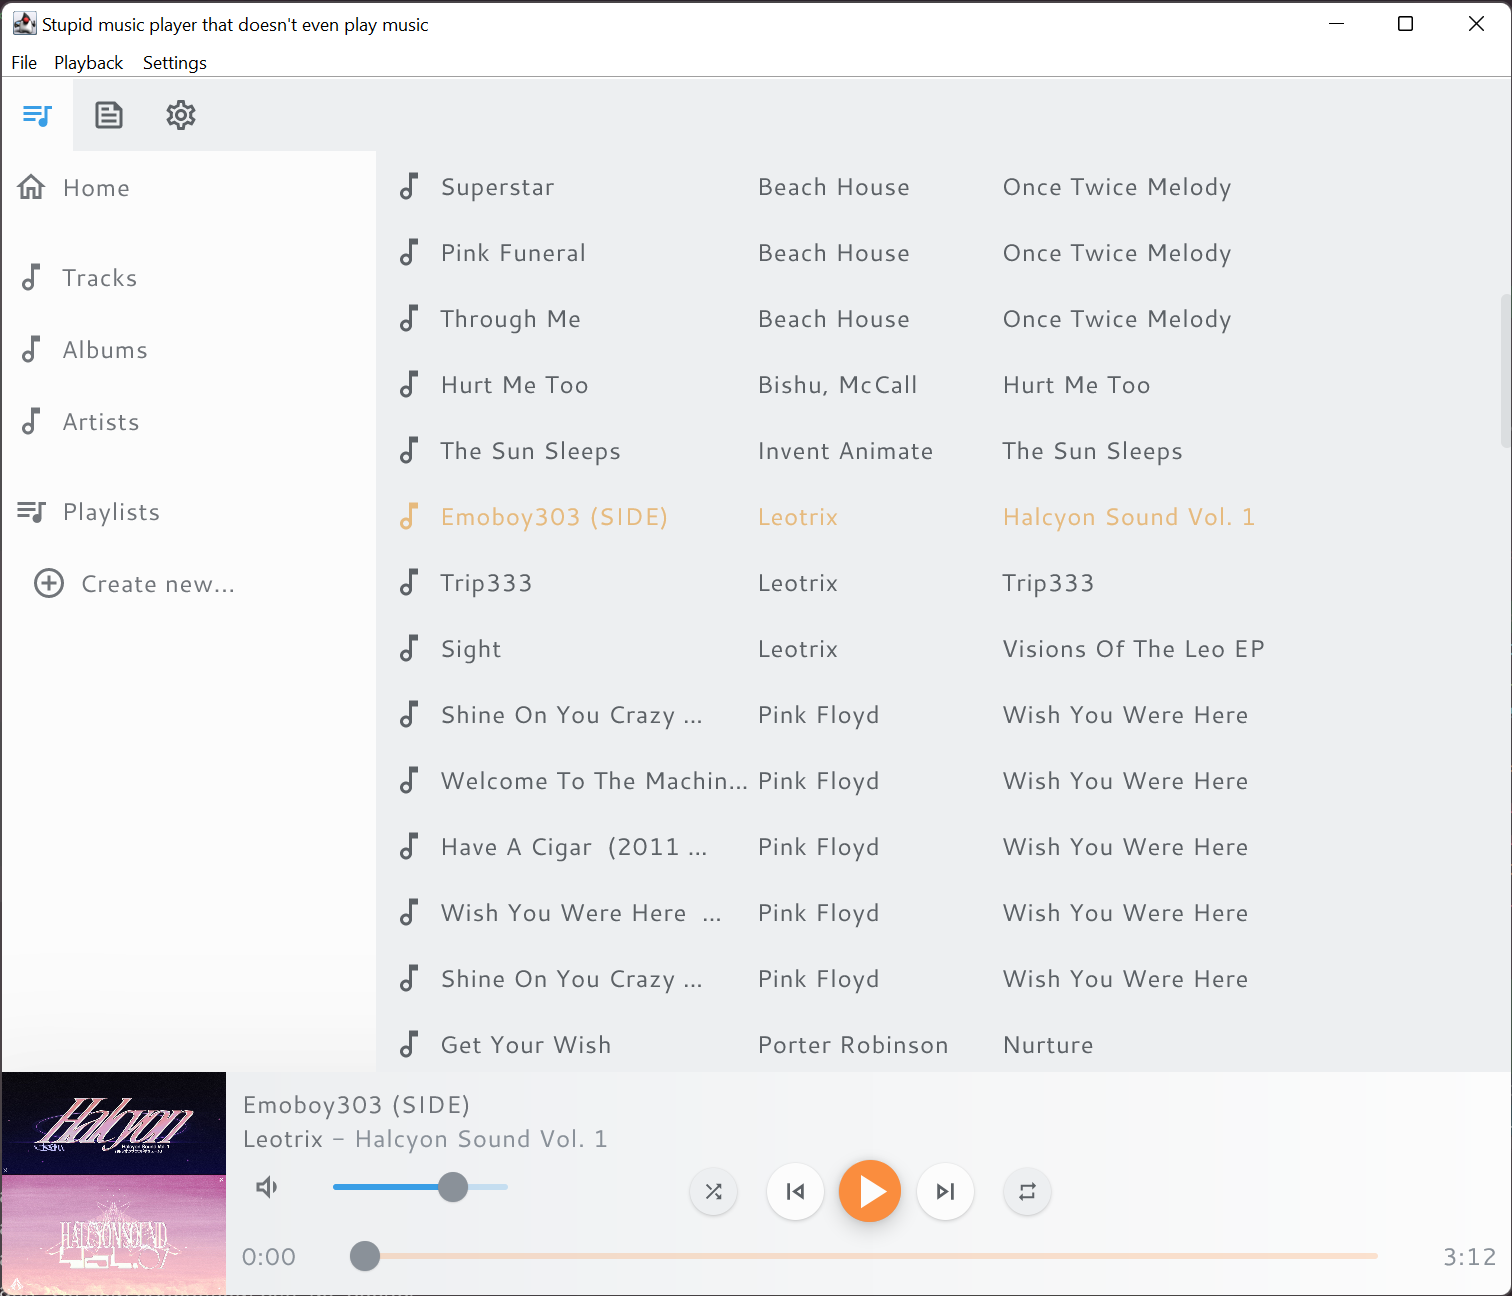 Stupid music player that doesn't even play music
File Playback Settings
Home
Tracks
Albums
Artists
Playlists
Create new...
Superstar Beach House Once Twice Melody
Pink Funeral Beach House Once Twice Melody
Through Me Beach House Once Twice Melody
Hurt Me Too Bishu, McCall Hurt Me Too
The Sun Sleeps Invent Animate The Sun Sleeps
Emoboy303 (SIDE) Leotrix Halcyon Sound Vol. 1
Trip333 Leotrix Trip333
Sight Leotrix Visions Of The Leo EP
Shine On You Crazy ... Pink Floyd Wish You Were Here
Welcome To The Machin... Pink Floyd Wish You Were Here
Have A Cigar (2011 ... Pink Floyd Wish You Were Here
Wish You Were Here ... Pink Floyd Wish You Were Here
Shine On You Crazy ... Pink Floyd Wish You Were Here
Get Your Wish Porter Robinson Nurture
Halcyon
Halcyon Sound Vol.1
HALCYONSOUND
Emoboy303 (SIDE)
Leotrix – Halcyon Sound Vol. 1
0:00 3:12